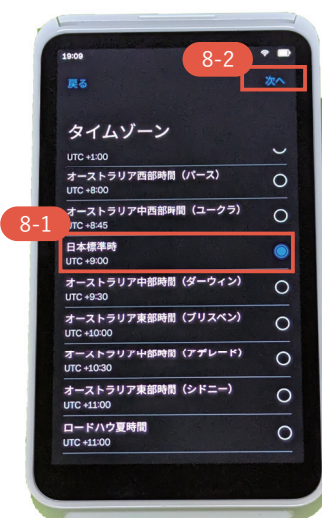 19:09
8-2
戻る
次へ
タイムゾーン
UTC +1:00
オーストラリア西部時間（パース）
UTC +8:00
オーストラリア中西部時間（ユークラ）
UTC +8:45
8-1
日本標準時
UTC +9:00
オーストラリア中部時間（ダーウィン）
UTC +9:30
オーストラリア東部時間（ブリスベン）
UTC +10:00
オーストラリア中部時間（アデレード）
UTC +10:30
オーストラリア東部時間（シドニー）
UTC +11:00
ロードハウ夏時間
UTC +11:00